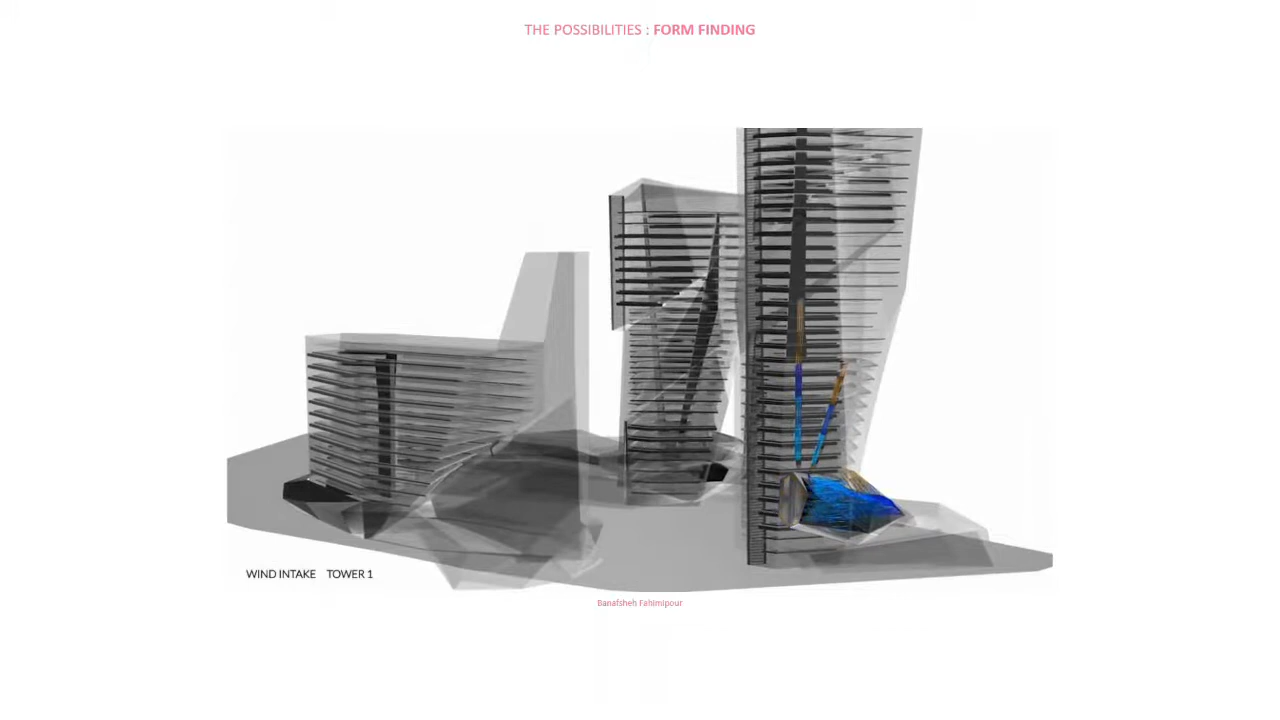 THE POSSIBILITIES : FORM FINDING
WIND INTAKE TOWER 1
Banafsheh Fahimipour